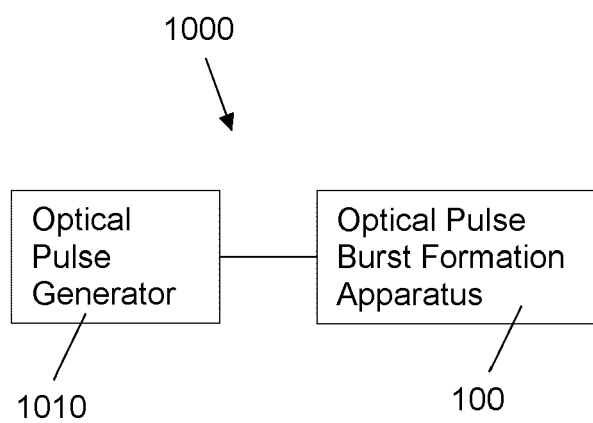 1000
Optical
Pulse
Generator
Optical Pulse
Burst Formation
Apparatus
1010
100